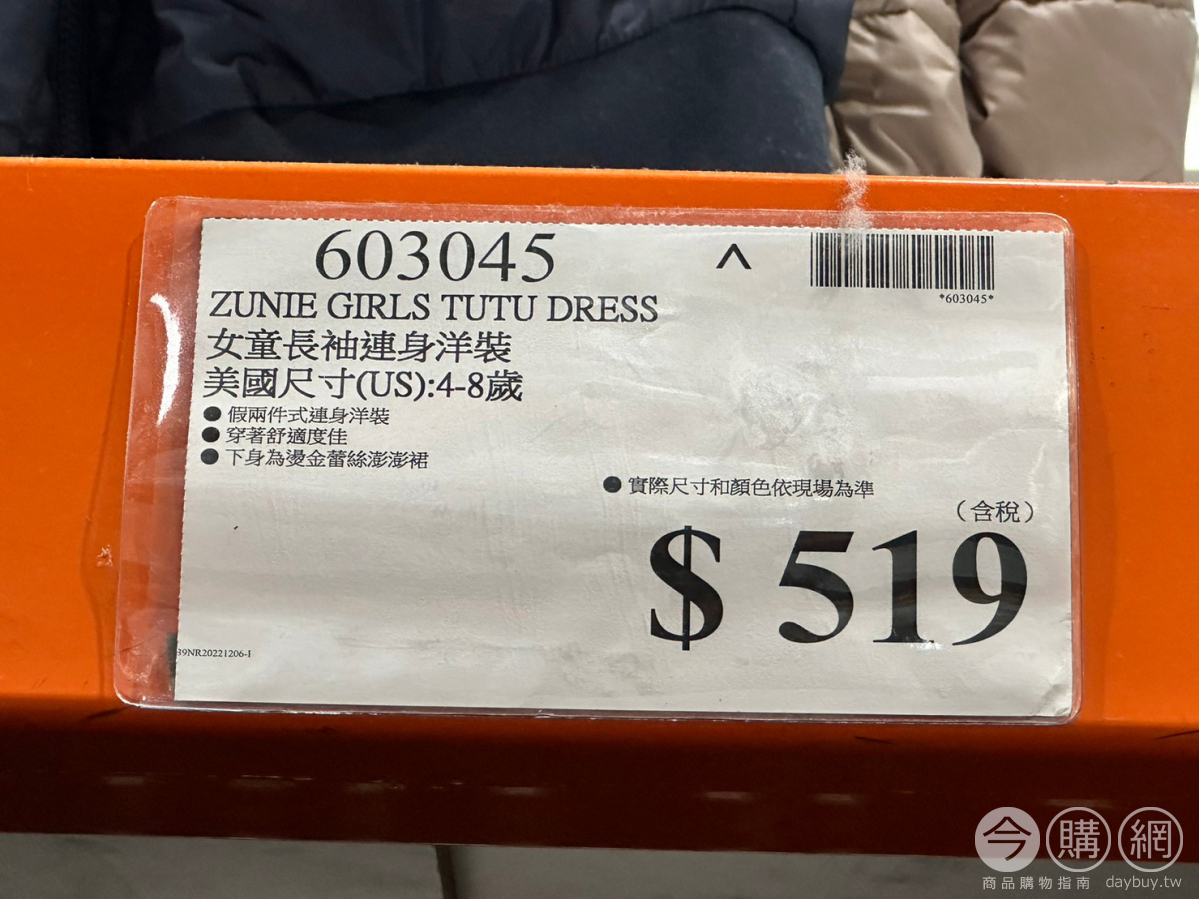 603045
^
*603045*
ZUNIE GIRLS TUTU DRESS
女童長袖連身洋裝
美國尺寸(US):4-8歲
● 假兩件式連身洋裝
● 穿著舒適度佳
● 下身為燙金蕾絲澎澎裙
● 實際尺寸和顏色依現場為準
(含稅)
$ 519
39NR20221206-I
今購網
商品購物指南 daybuy.tw